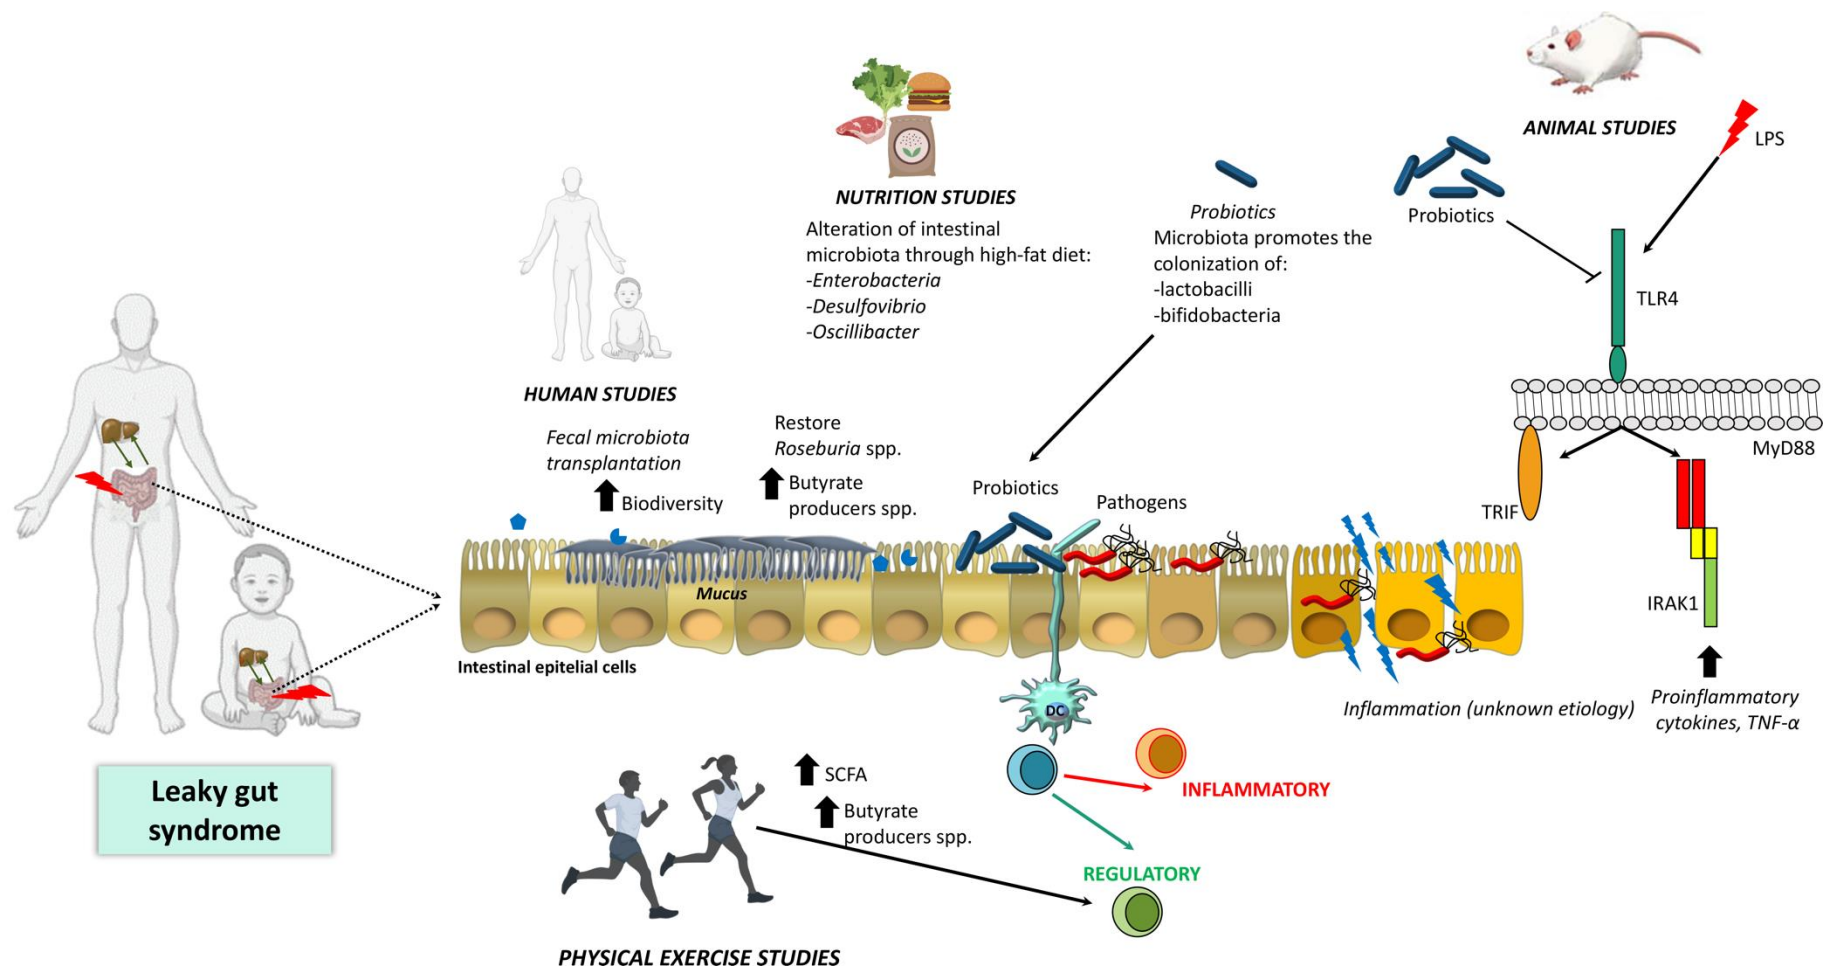 Leaky gut
syndrome
HUMAN STUDIES
Fecal microbiota
transplantation
Biodiversity
Restore
Roseburia spp.
Butyrate
producers spp.
NUTRITION STUDIES
Alteration of intestinal
microbiota through high-fat diet:
-Enterobacteria
-Desulfovibrio
-Oscillibacter
Probiotics
Microbiota promotes the
colonization of:
-lactobacilli
-bifidobacteria
Probiotics
Pathogens
Mucus
Intestinal epitelial cells
DC
INFLAMMATORY
REGULATORY
SCFA
Butyrate
producers spp.
PHYSICAL EXERCISE STUDIES
Inflammation (unknown etiology)
ANIMAL STUDIES
LPS
Probiotics
TLR4
MyD88
TRIF
IRAK1
Proinflammatory
cytokines, TNF-α